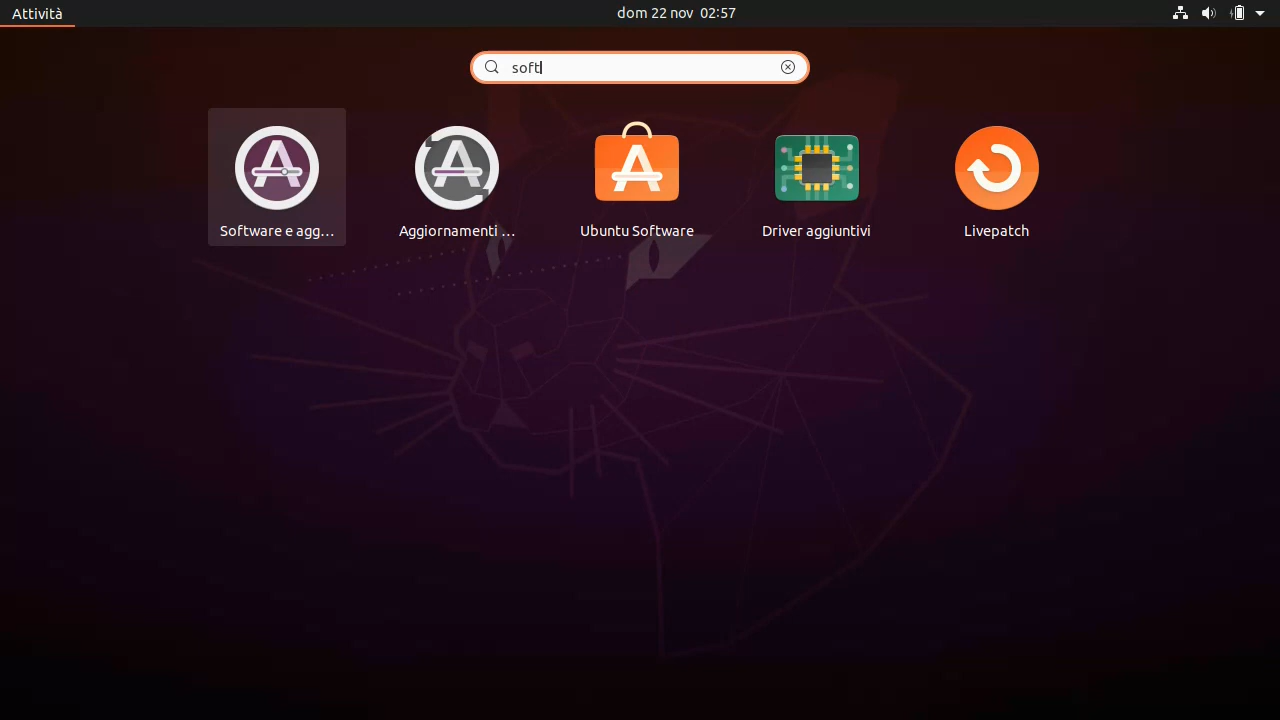 Attività
dom 22 nov 02:57
soft
Software e agg…
Aggiornamenti …
Ubuntu Software
Driver aggiuntivi
Livepatch